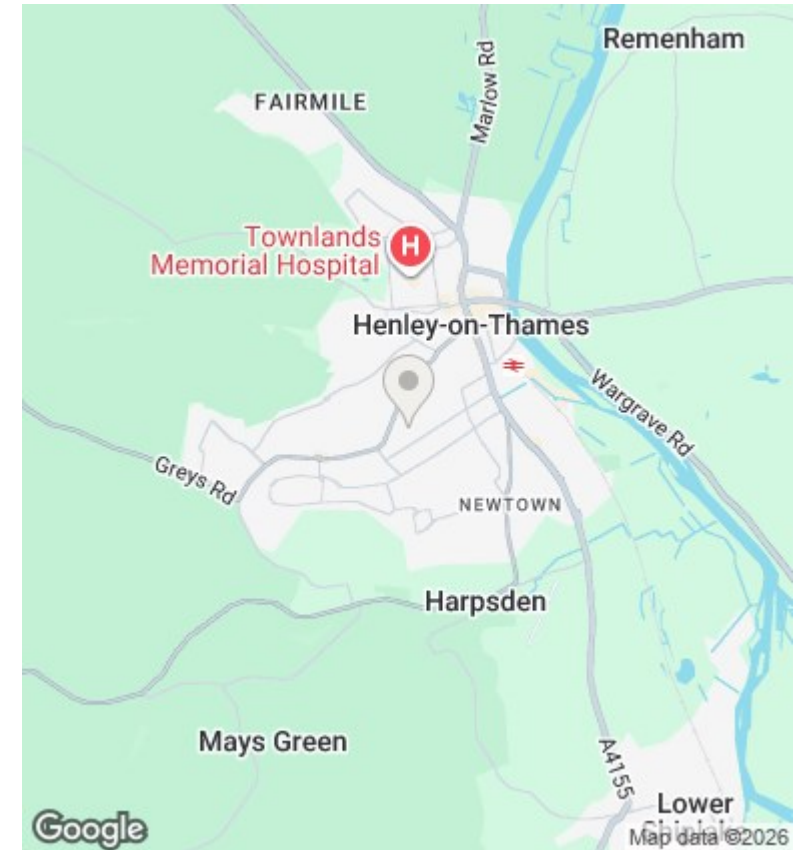 Remenham
FAIRMILE
Marlow Rd
Townlands
Memorial Hospital
H
Henley-on-Thames
Wargrave Rd
Greys Rd
NEWTOWN
Harpsden
Mays Green
A4155
Lower
Google
Map data ©2026